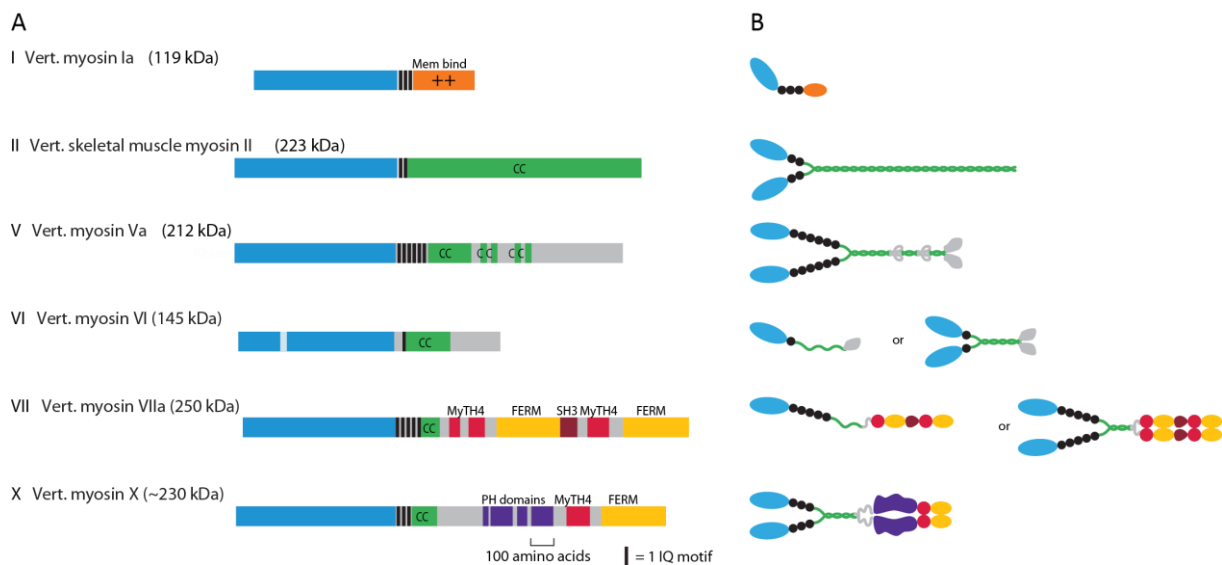 A
B
I Vert. myosin Ia (119 kDa)
Mem bind
++
II Vert. skeletal muscle myosin II (223 kDa)
CC
V Vert. myosin Va (212 kDa)
CC
C C
C C
VI Vert. myosin VI (145 kDa)
CC
or
VII Vert. myosin VIIa (250 kDa)
MyTH4 FERM SH3 MyTH4 FERM
CC
or
X Vert. myosin X (~230 kDa)
PH domains MyTH4 FERM
CC
100 amino acids
= 1 IQ motif